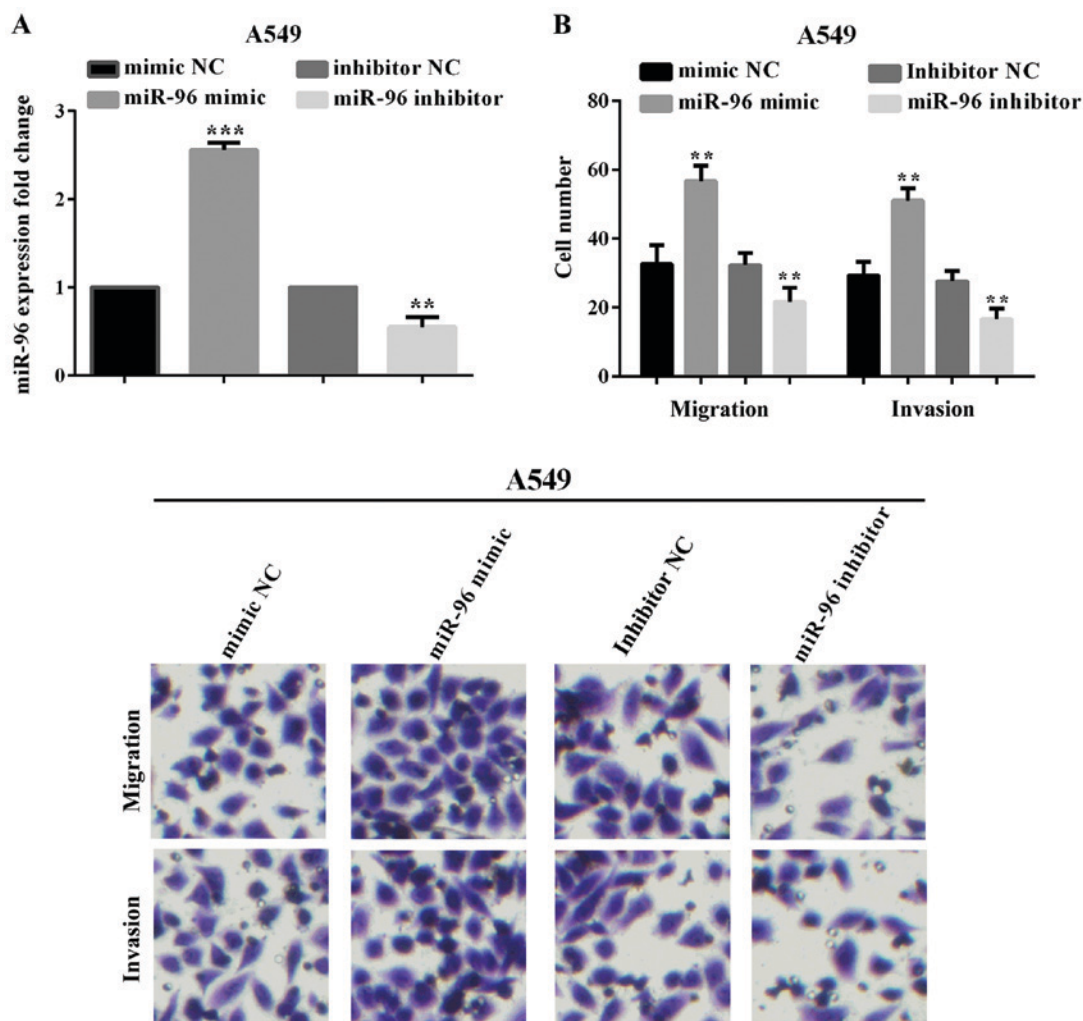 A
A549
mimic NC
inhibitor NC
miR-96 mimic
miR-96 inhibitor
miR-96 expression fold change
3
2
1
0
***
**
B
A549
mimic NC
Inhibitor NC
miR-96 mimic
miR-96 inhibitor
Cell number
80
60
40
20
0
**
**
**
**
Migration
Invasion
A549
mimic NC
miR-96 mimic
Inhibitor NC
miR-96 inhibitor
Migration
Invasion